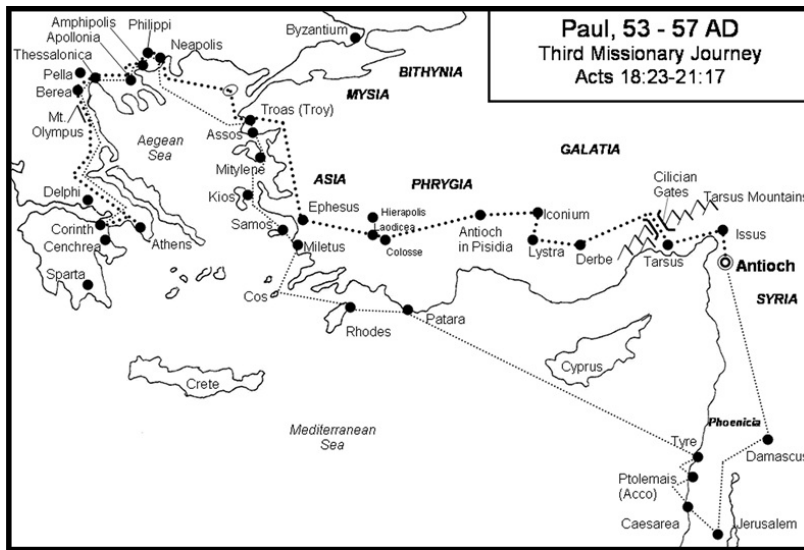 Paul, 53 - 57 AD
Third Missionary Journey
Acts 18:23-21:17
Philippi
Amphipolis
Apollonia
Neapolis
Thessalonica
Byzantium
BITHYNIA
Pella
Berea
MYSIA
Mt.
Olympus
Troas (Troy)
Aegean
Sea
Assos
GALATIA
Mitylene
Cilician
Gates
Tarsus Mountains
ASIA
PHRYGIA
Delphi
Kios
Hierapolis
Laodicea
Colosse
Ephesus
Antioch
in Pisidia
Iconium
Issus
Corinth
Cenchrea
Athens
Samos
Miletus
Lystra
Derbe
Tarsus
Antioch
Sparta
Cos
SYRIA
Rhodes
Patara
Crete
Cyprus
Mediterranean
Sea
Phoenicia
Tyre
Damascus
Ptolemais
(Acco)
Caesarea
Jerusalem